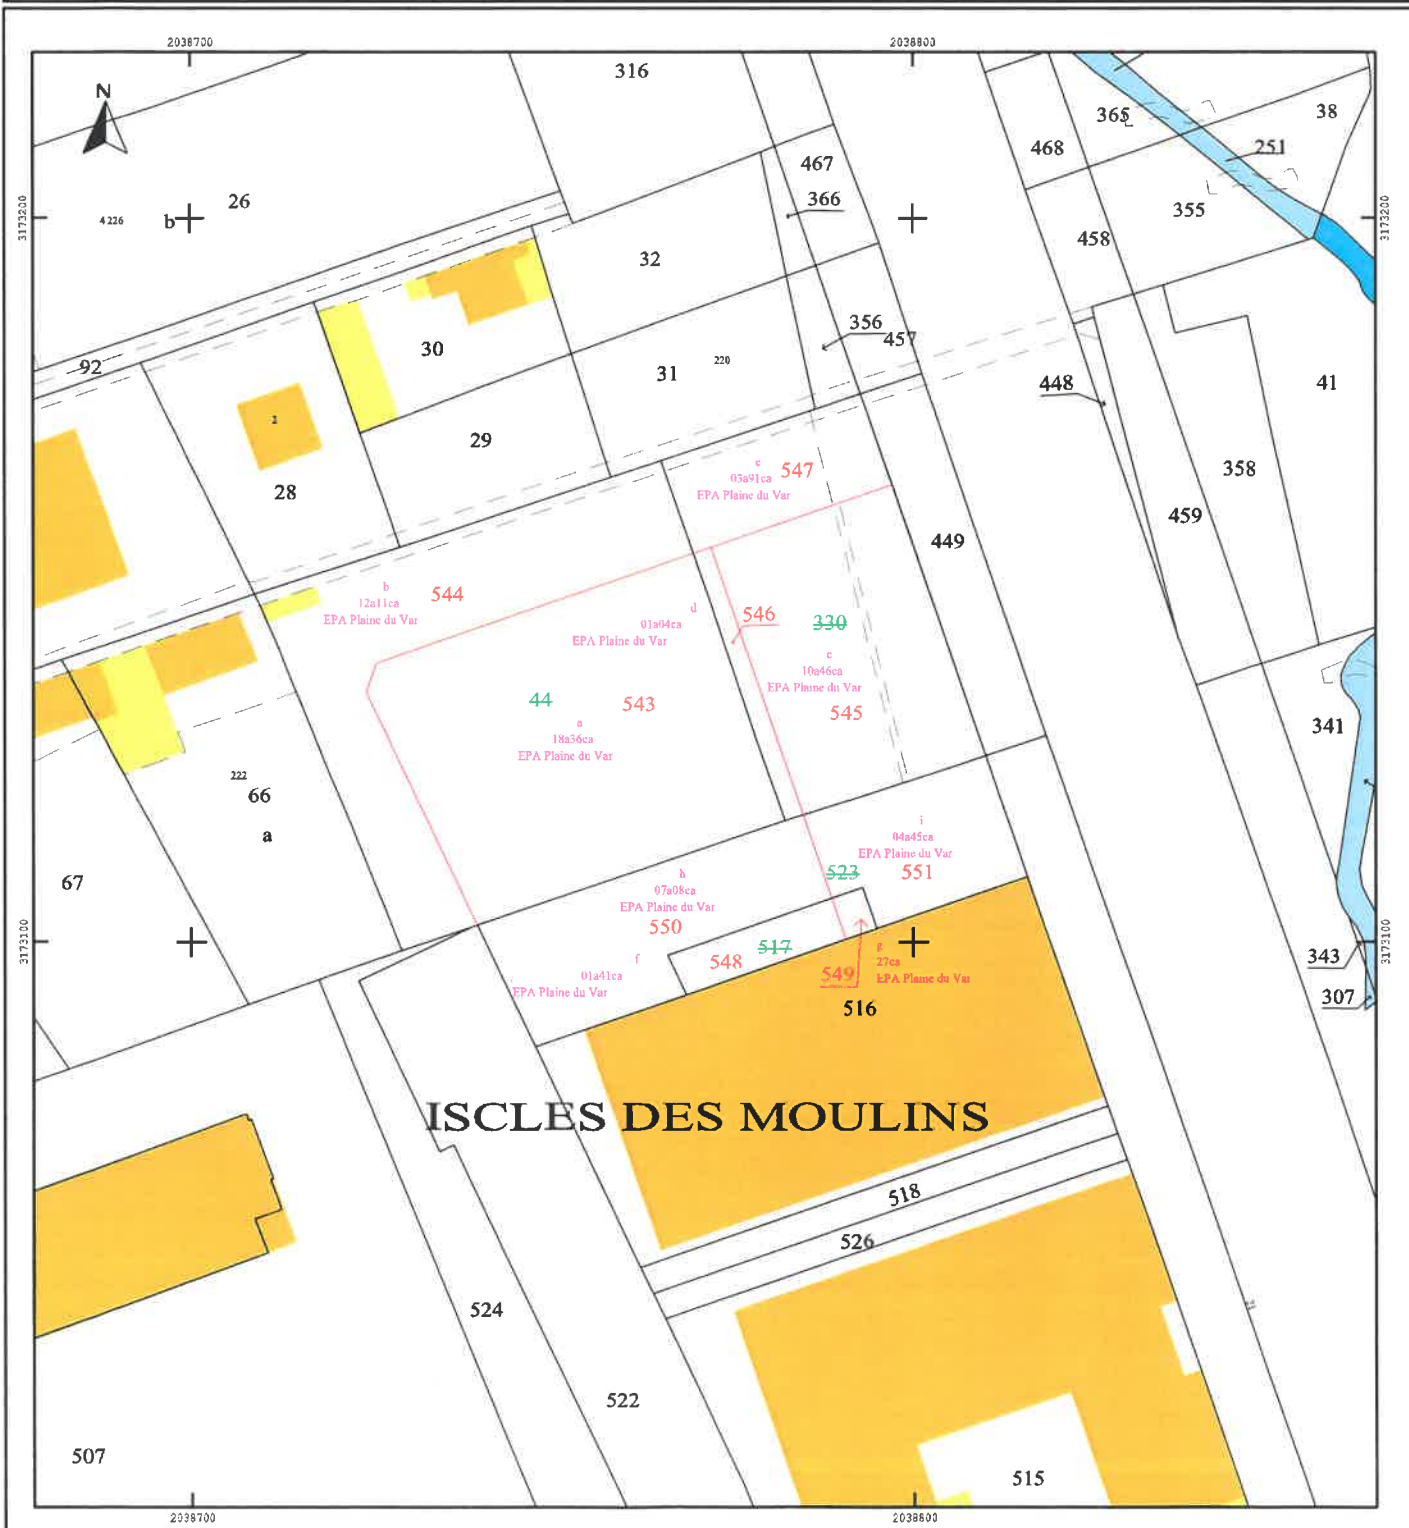 2038700
2038800
316
N
365
38
468
467
251
3173200
26
366
355
3173200
4 226
b
458
32
356
457
30
92
31
220
448
41
2
29
358
28
e
547
03a91ca
EPA Plaine du Var
459
449
b
544
12a11ca
EPA Plaine du Var
d
546
01a04ca
EPA Plaine du Var
330
c
10a46ca
EPA Plaine du Var
545
44
543
a
18a36ca
EPA Plaine du Var
341
222
66
a
i
04a45ca
EPA Plaine du Var
523
551
67
h
07a08ca
EPA Plaine du Var
550
3173100
3173100
517
548
g
549
27ca
EPA Plaine du Var
f
01a41ca
EPA Plaine du Var
343
307
516
ISCLES DES MOULINS
518
526
524
522
507
515
2038700
2038800